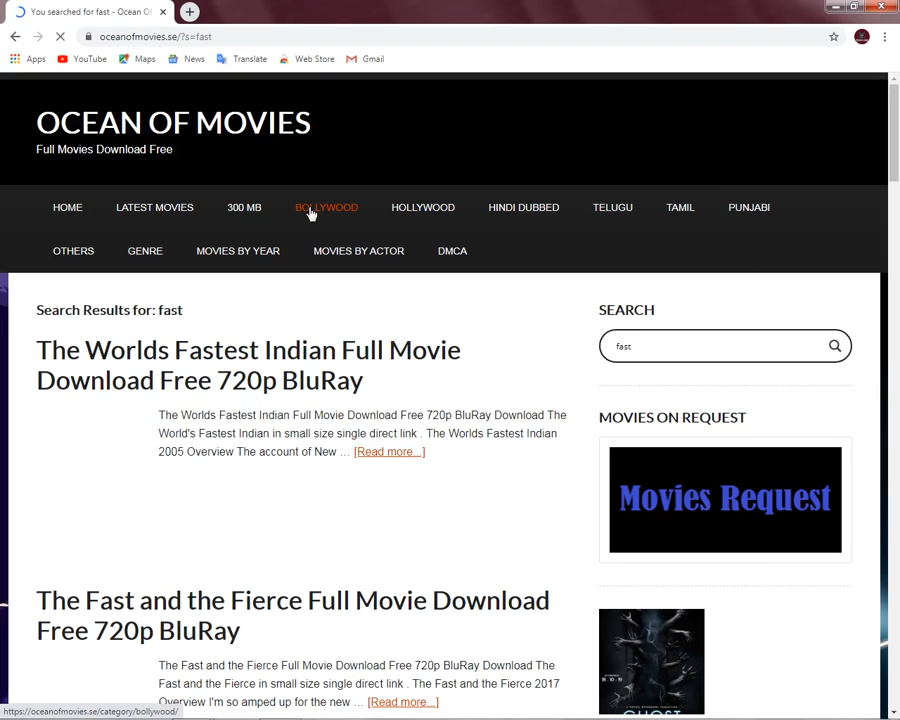 You searched for fast - Ocean Of
oceanofmovies.se/?s=fast
Apps YouTube Maps News Translate Web Store Gmail
OCEAN OF MOVIES
Full Movies Download Free
HOME LATEST MOVIES 300 MB BOLLYWOOD HOLLYWOOD HINDI DUBBED TELUGU TAMIL PUNJABI
OTHERS GENRE MOVIES BY YEAR MOVIES BY ACTOR DMCA
Search Results for: fast
The Worlds Fastest Indian Full Movie
Download Free 720p BluRay
The Worlds Fastest Indian Full Movie Download Free 720p BluRay Download The
World's Fastest Indian in small size single direct link . The Worlds Fastest Indian
2005 Overview The account of New … [Read more...]
The Fast and the Fierce Full Movie Download
Free 720p BluRay
The Fast and the Fierce Full Movie Download Free 720p BluRay Download The
Fast and the Fierce in small size single direct link . The Fast and the Fierce 2017
Overview I'm so amped up for the new … [Read more...]
SEARCH
fast
MOVIES ON REQUEST
Movies Request
GHOST
https://oceanofmovies.se/category/bollywood/